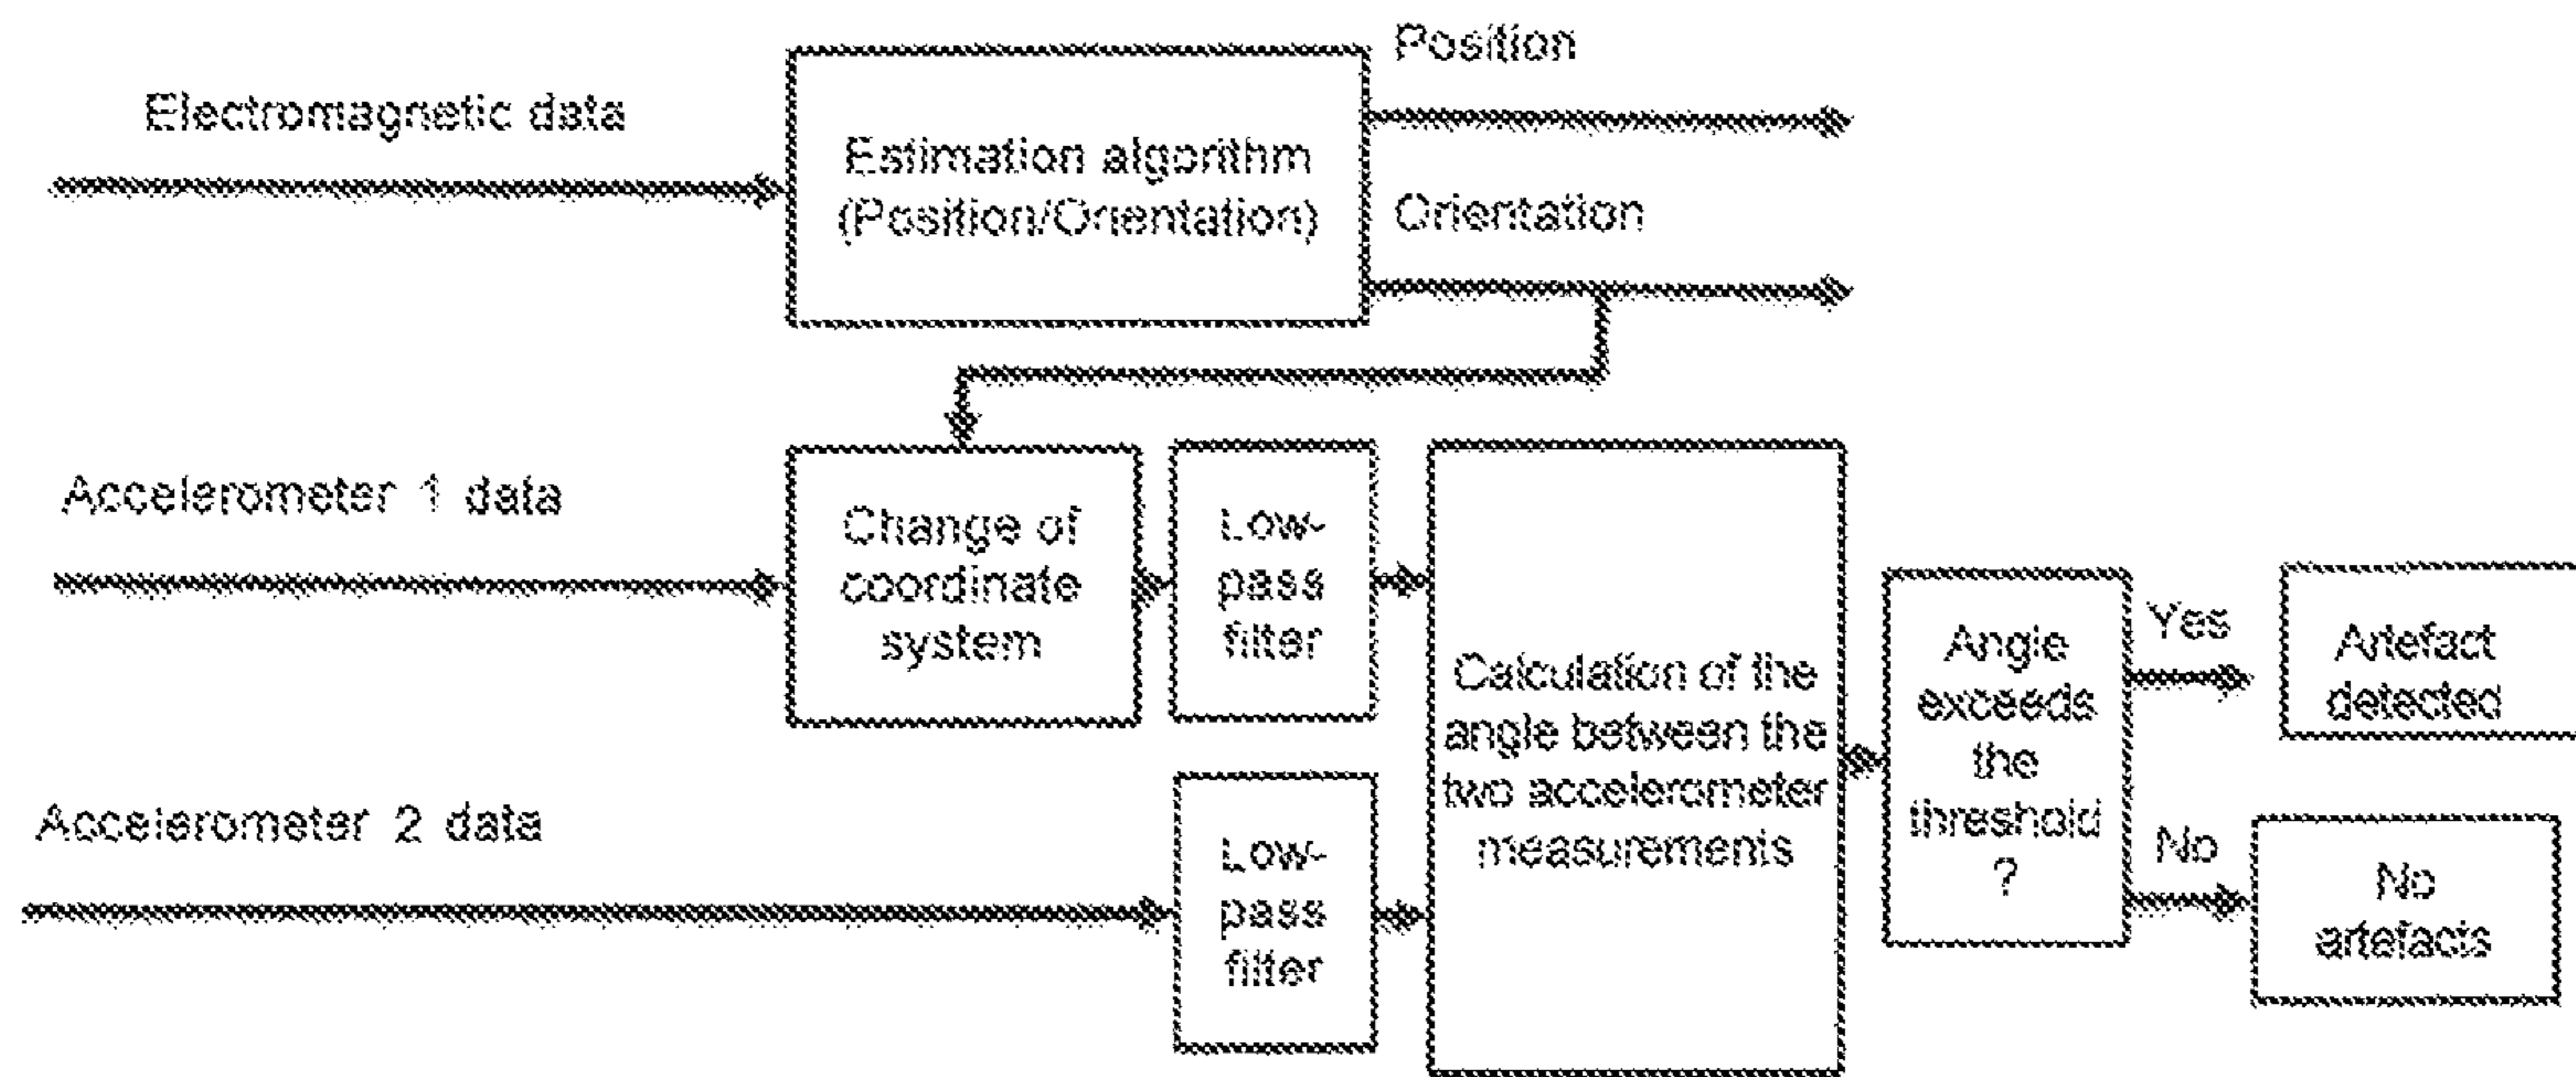 Position
Electromagnetic data
Estimation algorithm
(Position/Orientation)
Orientation
Accelerometer 1 data
Change of
coordinate
system
Low-
pass
filter
Accelerometer 2 data
Low-
pass
filter
Calculation of the
angle between the
two accelerometer
measurements
Angle
exceeds
the
threshold
?
Yes
Artefact
detected
No
No
artefacts